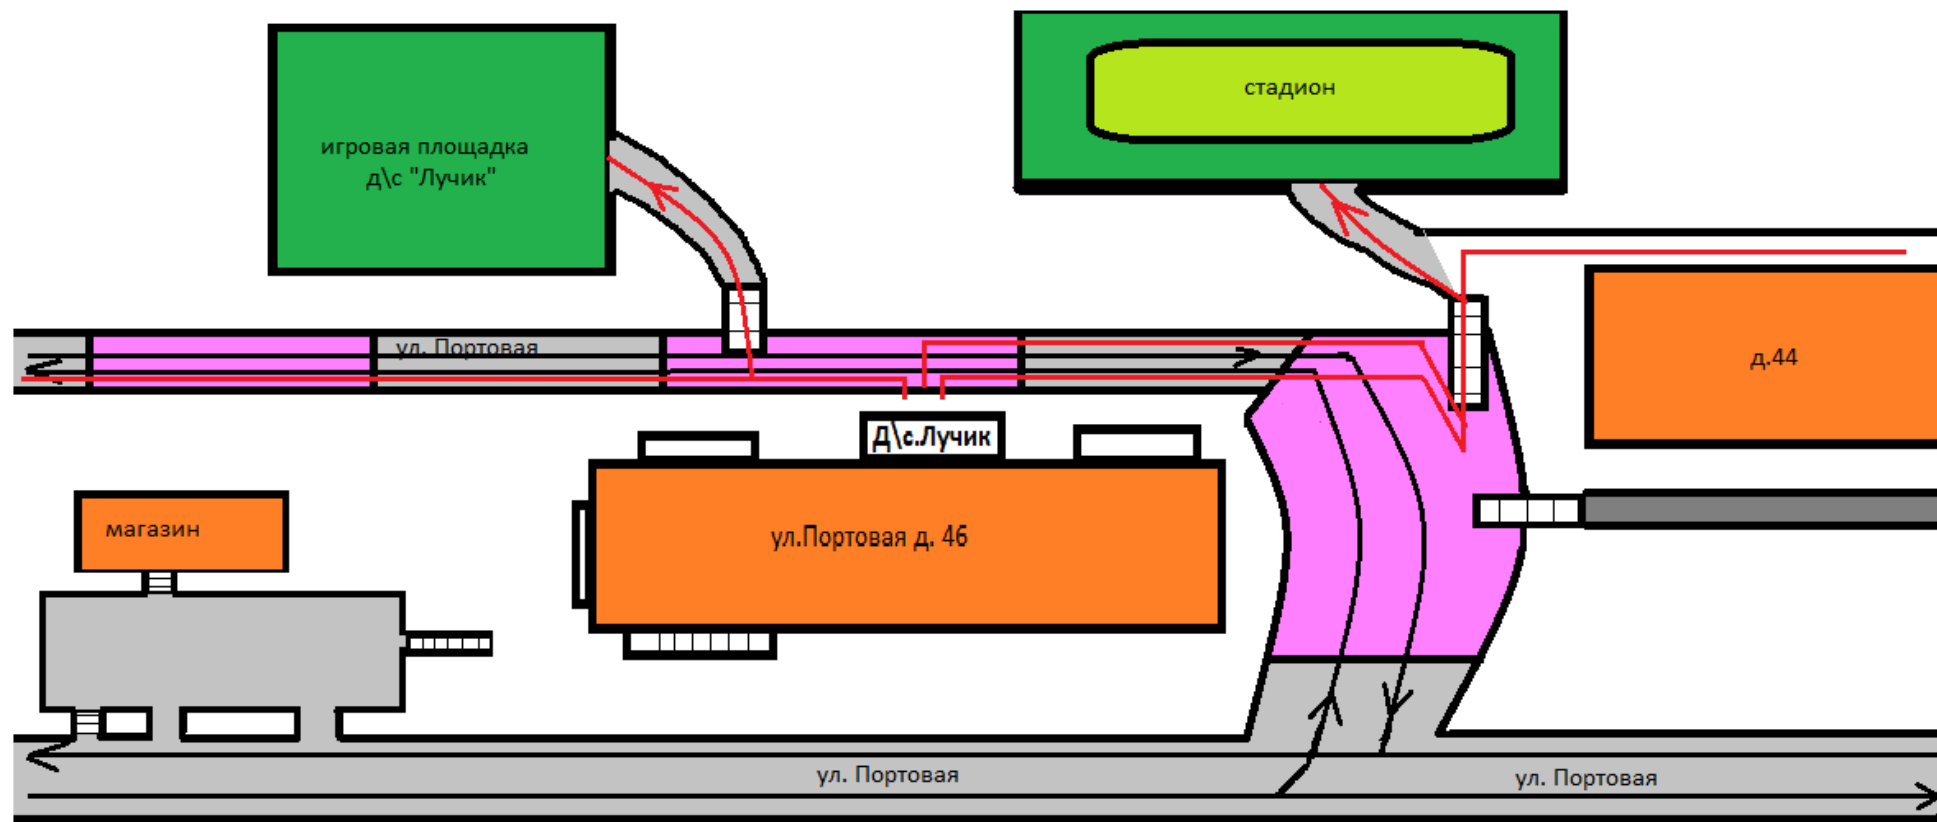 стадион
игровая площадка
д\с "Лучик"
ул. Портовая
д.44
Д\с.Лучик
магазин
ул.Портовая д. 46
ул. Портовая
ул. Портовая